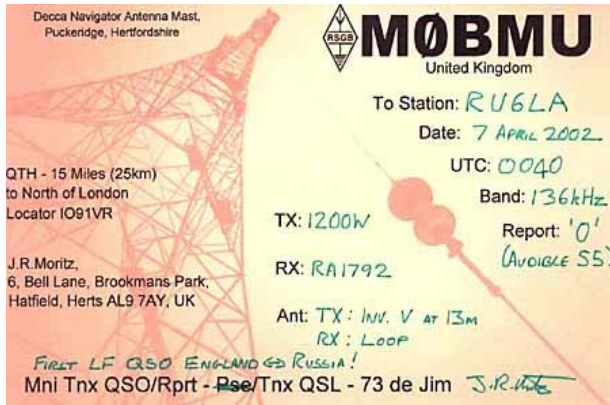 Decca Navigator Antenna Mast,
Puckeridge, Hertfordshire
RSGB
MØBMU
United Kingdom
To Station: RU6LA
Date: 7 APRIL 2002
UTC: 0040
QTH - 15 Miles (25km)
to North of London
Locator IO91VR
Band: 136kHz
TX: 1200W
Report: 'O'
(AUDIBLE S5)
J.R.Moritz,
6, Bell Lane, Brookmans Park,
Hatfield, Herts AL9 7AY, UK
RX: RA1792
Ant: TX: INV. V AT 13M
RX: LOOP
FIRST LF QSO ENGLAND ⇔ RUSSIA!
Mni Tnx QSO/Rprt - Pse/Tnx QSL - 73 de Jim